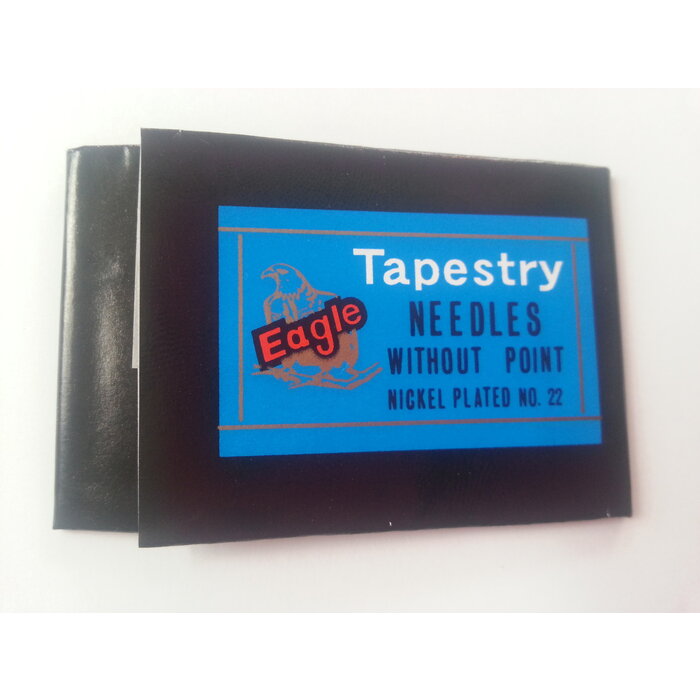 Tapestry
Eagle
NEEDLES
WITHOUT POINT
NICKEL PLATED NO. 22